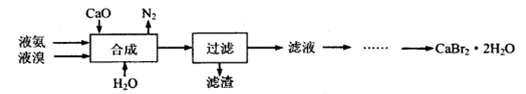 CaO N₂
液氨
液溴
合成 过滤 滤液 …… CaBr₂·2H₂O
H₂O 滤渣